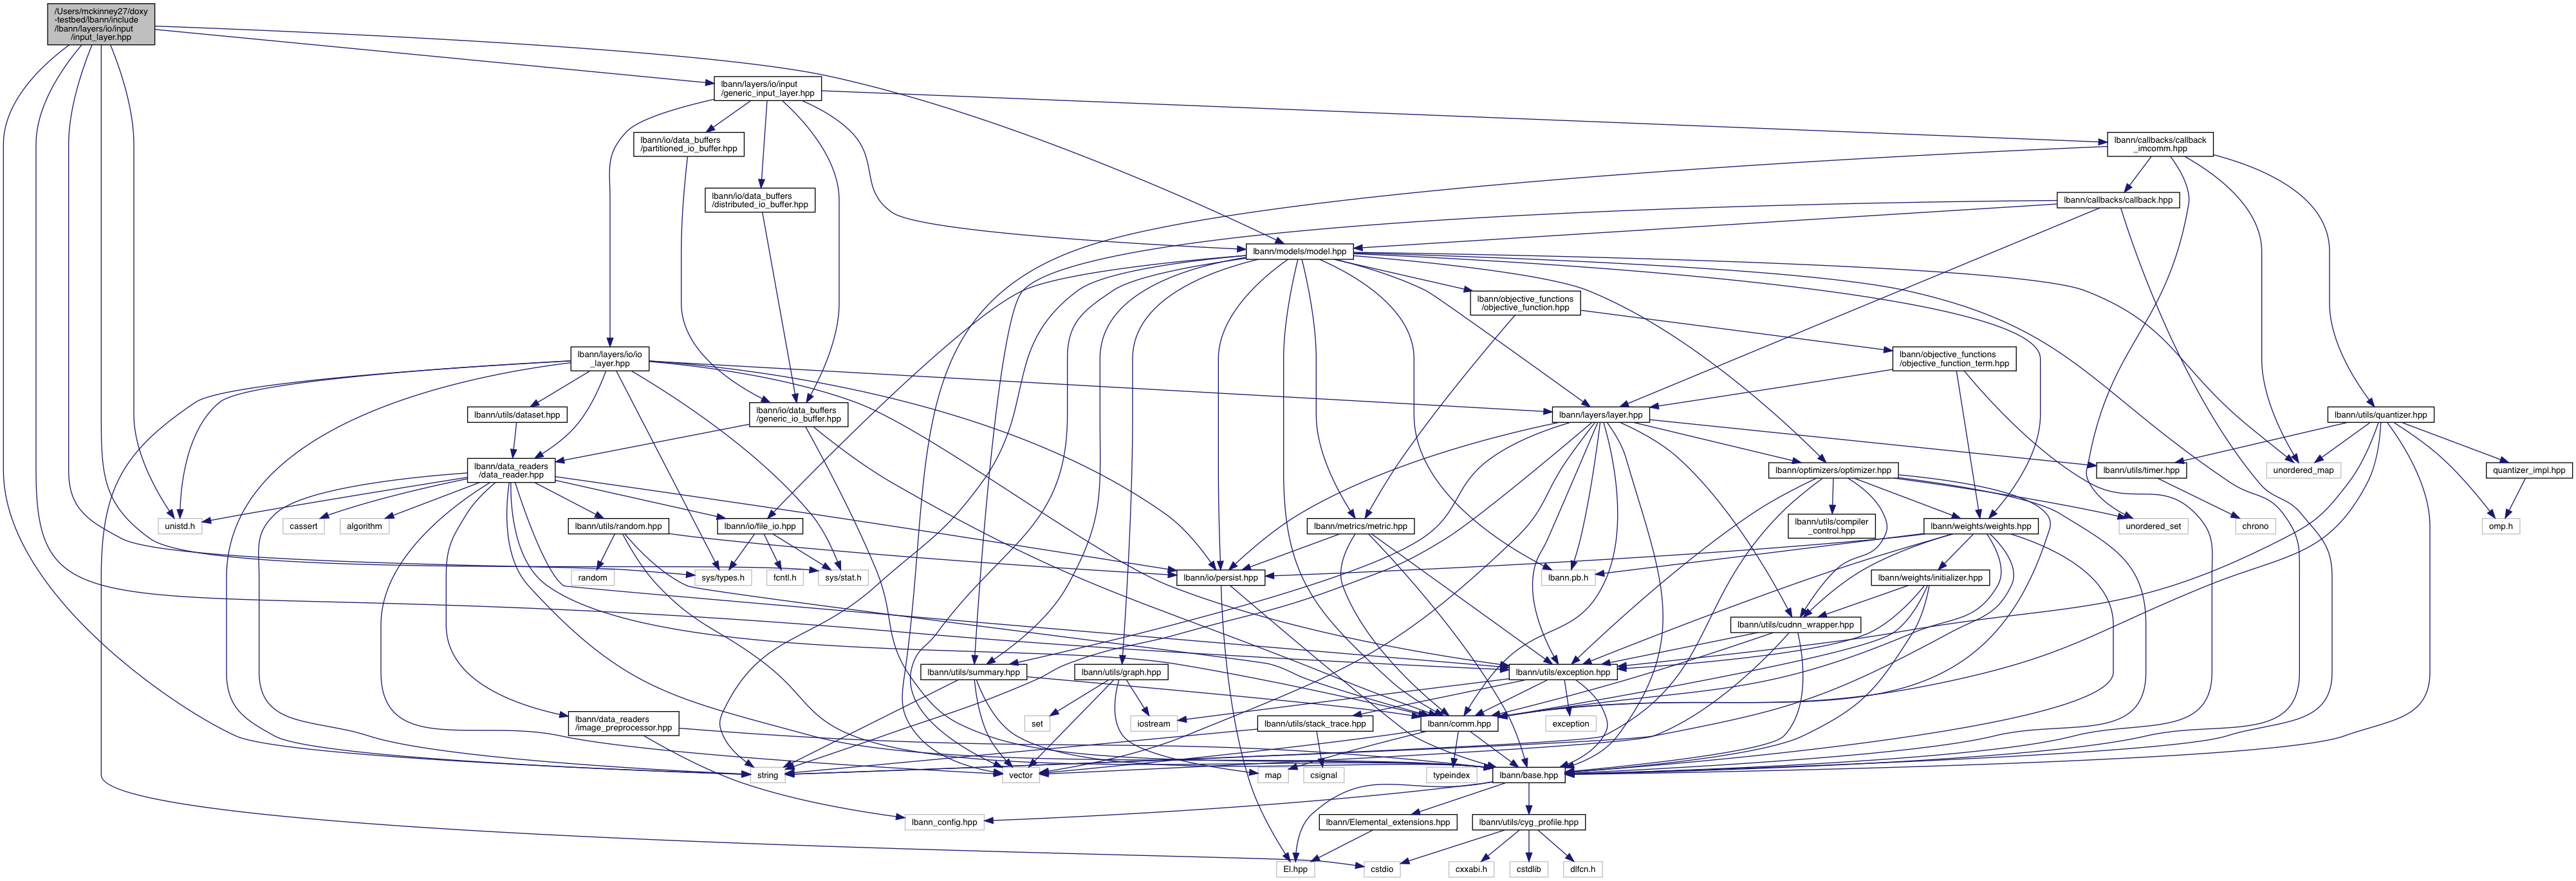 /Users/mckinney27/doxy
-testbed/lbann/include
/lbann/layers/io/input
/input_layer.hpp
lbann/layers/io/input
/generic_input_layer.hpp
lbann/io/data_buffers
/partitioned_io_buffer.hpp
lbann/callbacks/callback
_imcomm.hpp
lbann/io/data_buffers
/distributed_io_buffer.hpp
lbann/callbacks/callback.hpp
lbann/models/model.hpp
lbann/objective_functions
/objective_function.hpp
lbann/layers/io/io
_layer.hpp
lbann/objective_functions
/objective_function_term.hpp
lbann/utils/dataset.hpp
lbann/io/data_buffers
/generic_io_buffer.hpp
lbann/layers/layer.hpp
lbann/utils/quantizer.hpp
lbann/data_readers
/data_reader.hpp
lbann/optimizers/optimizer.hpp
lbann/utils/timer.hpp
unordered_map
quantizer_impl.hpp
unistd.h
cassert
algorithm
lbann/utils/random.hpp
lbann/io/file_io.hpp
lbann/metrics/metric.hpp
lbann/utils/compiler
_control.hpp
lbann/weights/weights.hpp
unordered_set
chrono
omp.h
random
sys/types.h
fcntl.h
sys/stat.h
lbann/io/persist.hpp
lbann.pb.h
lbann/weights/initializer.hpp
lbann/utils/cudnn_wrapper.hpp
lbann/utils/summary.hpp
lbann/utils/graph.hpp
lbann/utils/exception.hpp
lbann/data_readers
/image_preprocessor.hpp
set
iostream
lbann/utils/stack_trace.hpp
lbann/comm.hpp
exception
string
vector
map
csignal
typeindex
lbann/base.hpp
lbann_config.hpp
lbann/Elemental_extensions.hpp
lbann/utils/cyg_profile.hpp
El.hpp
cstdio
cxxabi.h
cstdlib
dlfcn.h